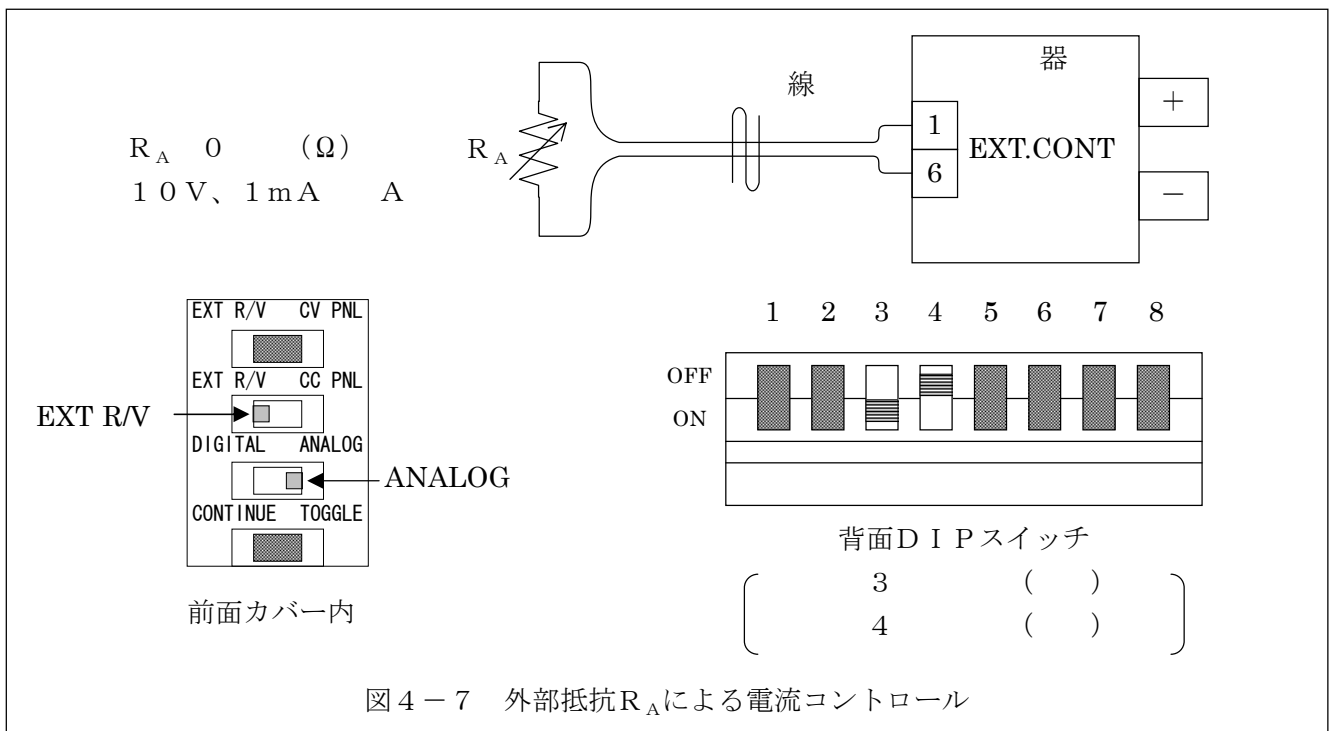 器
線
+
1
R_A 0 (Ω)
R_A
EXT.CONT
6
10V、1mA A
−
EXT R/V CV PNL
1 2 3 4 5 6 7 8
EXT R/V CC PNL
OFF
EXT R/V
ON
DIGITAL ANALOG
ANALOG
CONTINUE TOGGLE
背面DIPスイッチ
3 ( )
前面カバー内
4 ( )
図4-7 外部抵抗R_Aによる電流コントロール